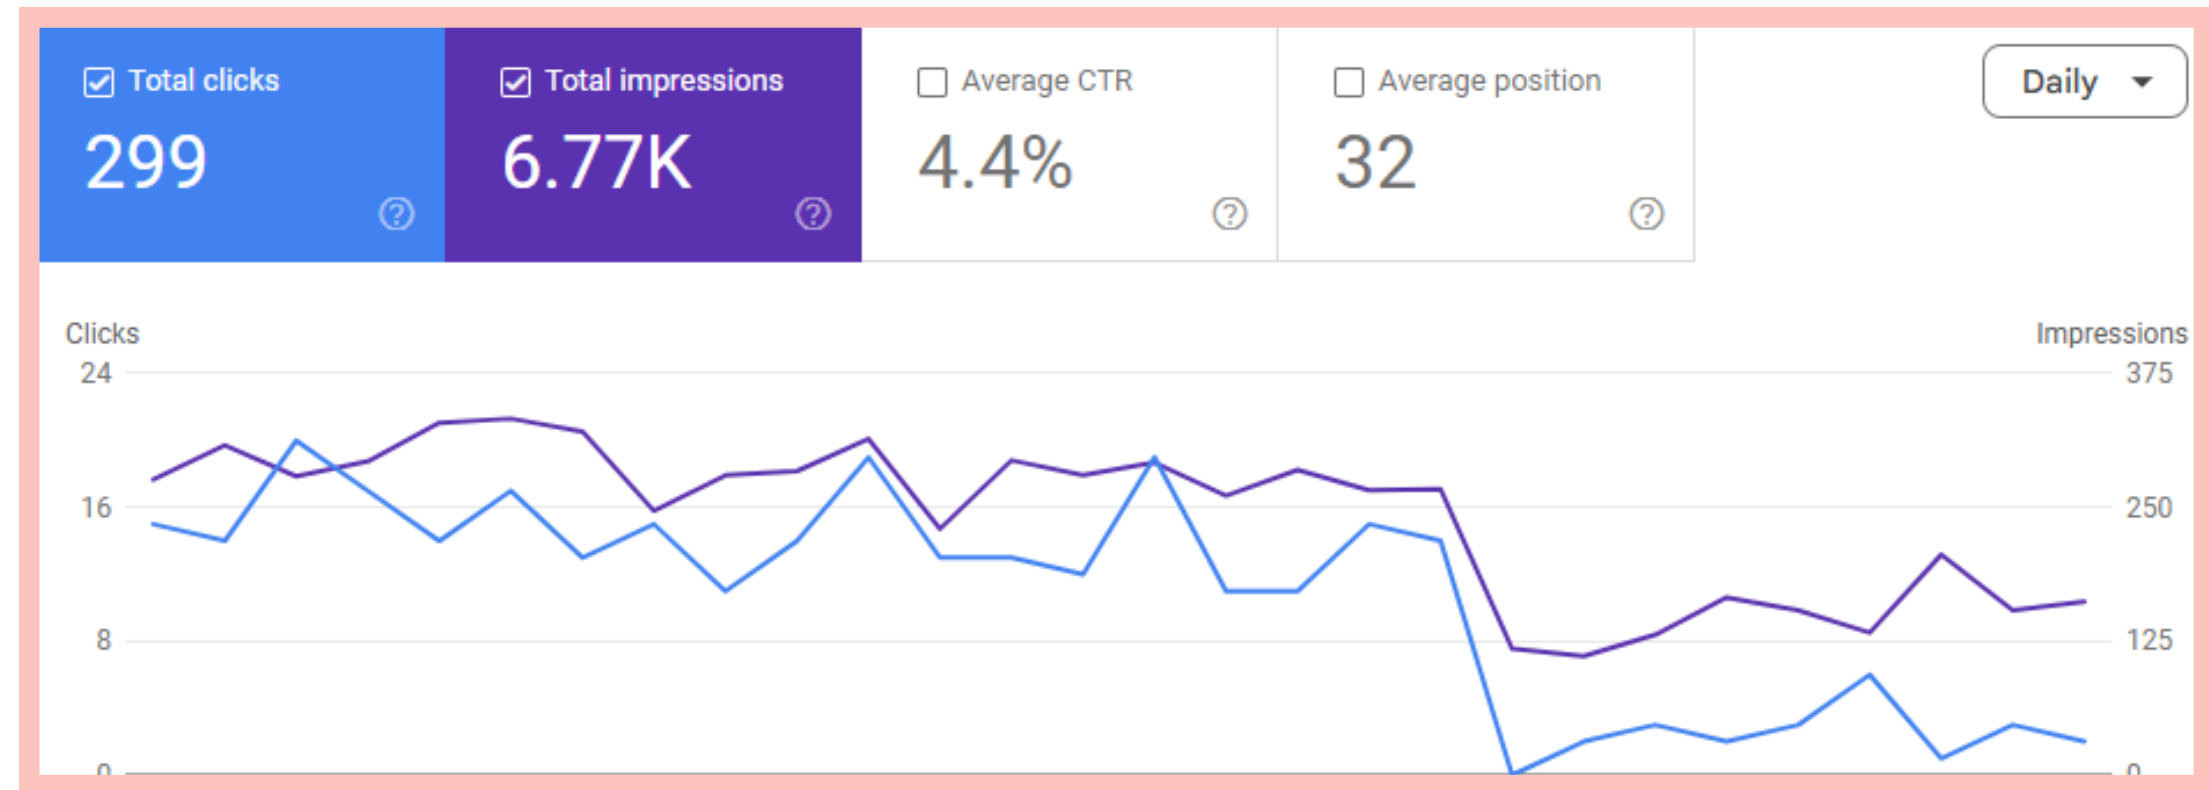 Total clicks
299
Total impressions
6.77K
Average CTR
4.4%
Average position
32
Daily
Clicks
Impressions
24
375
16
250
8
125
0
0